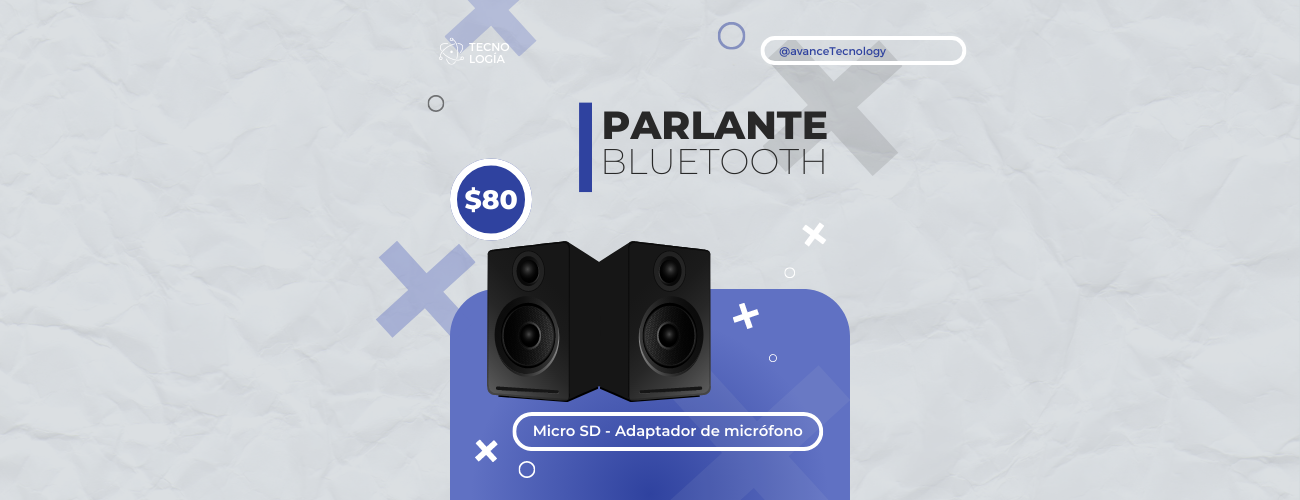 TECNO
LOGÍA
@avanceTecnology
PARLANTE
BLUETOOTH
$80
Micro SD - Adaptador de micrófono